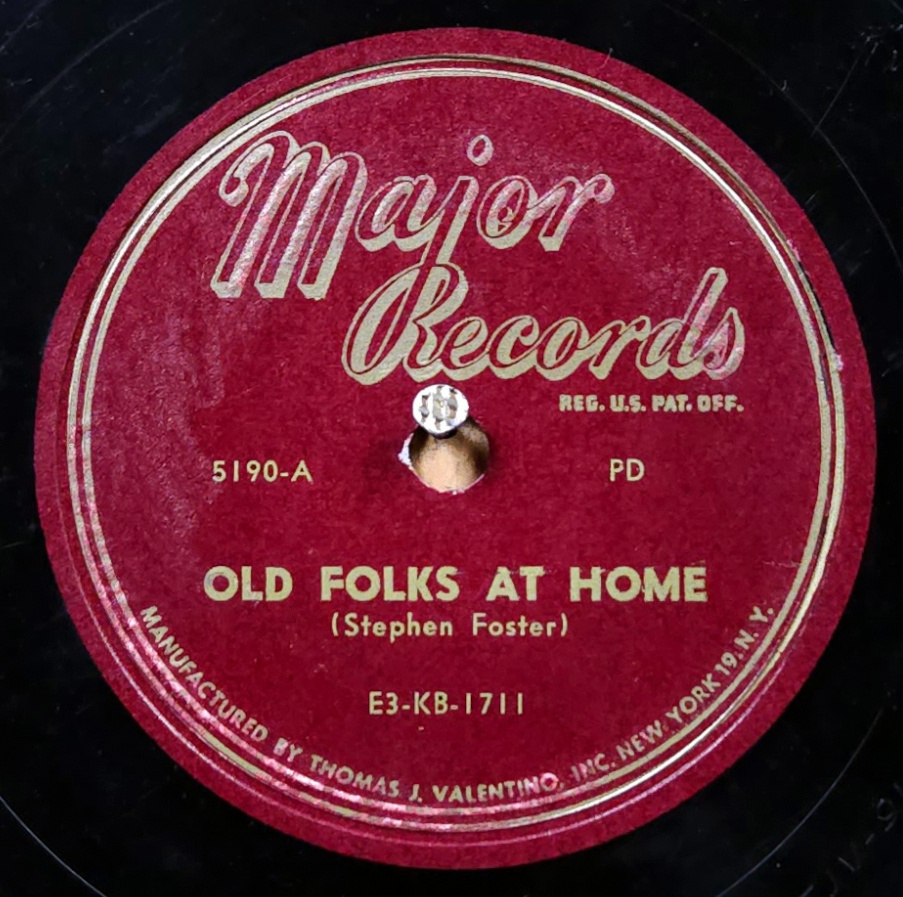 Major
Records
REG. U.S. PAT. OFF.
5190-A
PD
OLD FOLKS AT HOME
(Stephen Foster)
E3-KB-1711
MANUFACTURED BY THOMAS J. VALENTINO, INC. NEW YORK 19, N. Y.